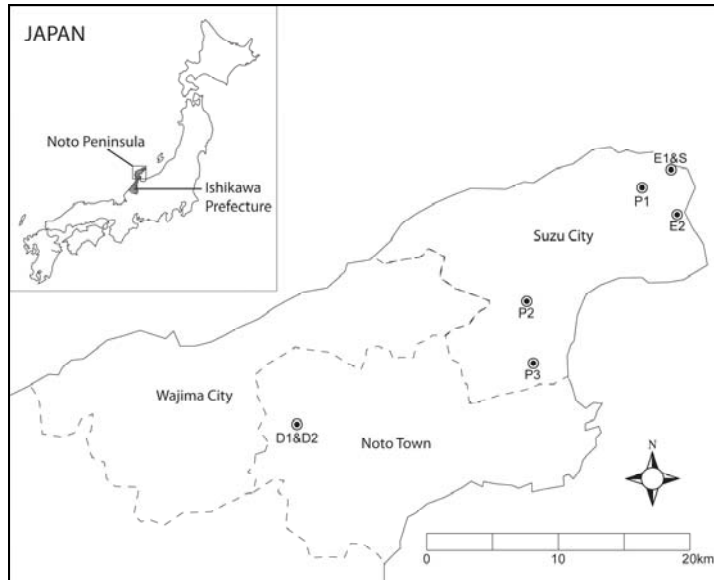 JAPAN
Noto Peninsula
Ishikawa
Prefecture
E1&S
P1
E2
Suzu City
P2
P3
Wajima City
D1&D2
Noto Town
N
0
10
20km